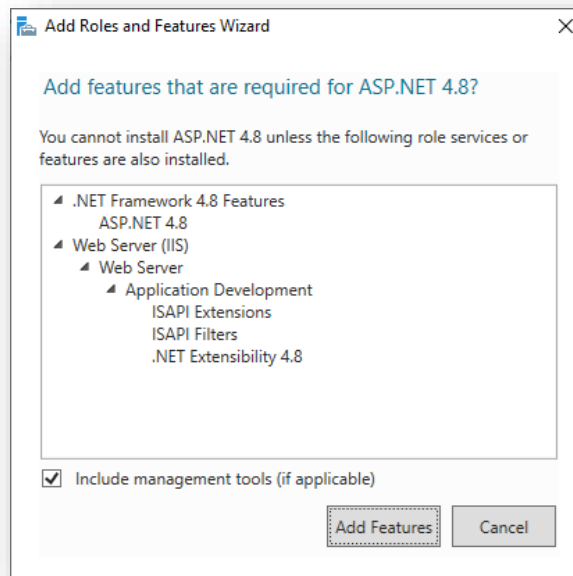 Add Roles and Features Wizard
Add features that are required for ASP.NET 4.8?
You cannot install ASP.NET 4.8 unless the following role services or
features are also installed.
.NET Framework 4.8 Features
ASP.NET 4.8
Web Server (IIS)
Web Server
Application Development
ISAPI Extensions
ISAPI Filters
.NET Extensibility 4.8
Include management tools (if applicable)
Add Features
Cancel